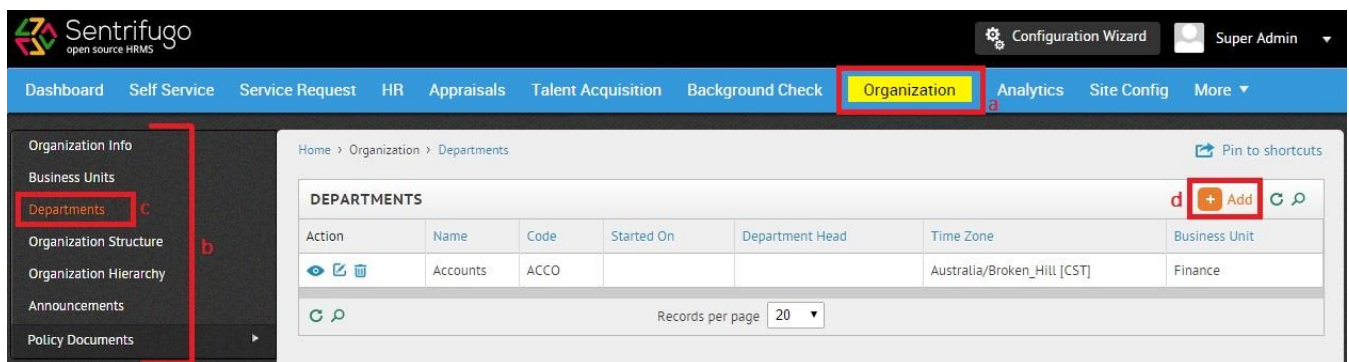 Sentrifugo
open source HRMS
Configuration Wizard
Super Admin
Dashboard Self Service Service Request HR Appraisals Talent Acquisition Background Check Organization Analytics Site Config More
a
Organization Info
Business Units
Departments
c
Organization Structure
b
Organization Hierarchy
Announcements
Policy Documents
Home > Organization > Departments
Pin to shortcuts
DEPARTMENTS
d
+ Add
Action Name Code Started On Department Head Time Zone Business Unit
Accounts ACCO Australia/Broken_Hill [CST] Finance
Records per page 20